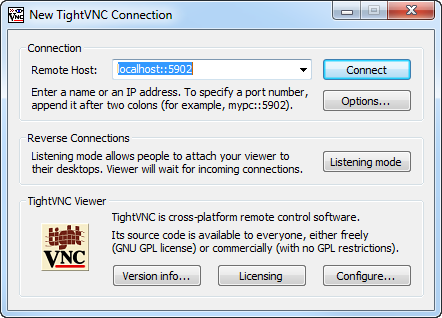 New TightVNC Connection
Connection
Remote Host: localhost::5902
Connect
Enter a name or an IP address. To specify a port number,
append it after two colons (for example, mypc::5902).
Options...
Reverse Connections
Listening mode allows people to attach your viewer to
their desktops. Viewer will wait for incoming connections.
Listening mode
TightVNC Viewer
tight
VNC
TightVNC is cross-platform remote control software.
Its source code is available to everyone, either freely
(GNU GPL license) or commercially (with no GPL restrictions).
Version info... Licensing Configure...